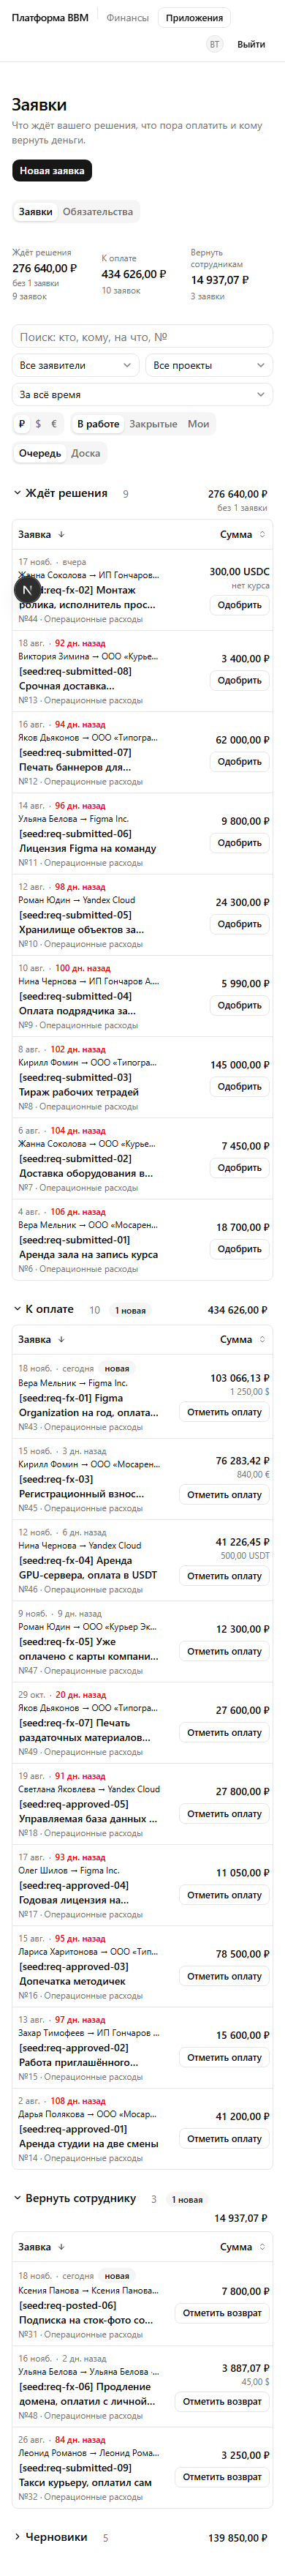 Платформа ВВМ
Финансы
Приложения
ВТ
Выйти
Заявки
Что ждёт вашего решения, что пора оплатить и кому
вернуть деньги.
Новая заявка
Заявки
Обязательства
Ждёт решения
276 640,00 ₽
без 1 заявки
9 заявок
К оплате
434 626,00 ₽
10 заявок
Вернуть
сотрудникам
14 937,07 ₽
3 заявки
Поиск: кто, кому, на что, №
Все заявители
Все проекты
За всё время
₽ $ €
В работе Закрытые Мои
Очередь Доска
Ждёт решения 9 276 640,00 ₽
без 1 заявки
Заявка ↓ Сумма
17 нояб. · вчера
Жанна Соколова → ИП Гончаров...
300,00 USDC
нет курса
req-fx-02] Монтаж
ролика, исполнитель прос...
Одобрить
№44 · Операционные расходы
18 авг. · 92 дн. назад
Виктория Зимина → ООО «Курье...
3 400,00 ₽
[seed:req-submitted-08]
Срочная доставка...
Одобрить
№13 · Операционные расходы
16 авг. · 94 дн. назад
Яков Дьяконов → ООО «Типогра...
62 000,00 ₽
[seed:req-submitted-07]
Печать баннеров для...
Одобрить
№12 · Операционные расходы
14 авг. · 96 дн. назад
Ульяна Белова → Figma Inc.
9 800,00 ₽
[seed:req-submitted-06]
Лицензия Figma на команду
Одобрить
№11 · Операционные расходы
12 авг. · 98 дн. назад
Роман Юдин → Yandex Cloud
24 300,00 ₽
[seed:req-submitted-05]
Хранилище объектов за...
Одобрить
№10 · Операционные расходы
10 авг. · 100 дн. назад
Нина Чернова → ИП Гончаров А....
5 990,00 ₽
[seed:req-submitted-04]
Оплата подрядчика за...
Одобрить
№9 · Операционные расходы
8 авг. · 102 дн. назад
Кирилл Фомин → ООО «Типогра...
145 000,00 ₽
[seed:req-submitted-03]
Тираж рабочих тетрадей
Одобрить
№8 · Операционные расходы
6 авг. · 104 дн. назад
Жанна Соколова → ООО «Курье...
7 450,00 ₽
[seed:req-submitted-02]
Доставка оборудования в...
Одобрить
№7 · Операционные расходы
4 авг. · 106 дн. назад
Вера Мельник → ООО «Мосарен...
18 700,00 ₽
[seed:req-submitted-01]
Аренда зала на запись курса
Одобрить
№6 · Операционные расходы
К оплате 10 1 новая 434 626,00 ₽
Заявка ↓ Сумма
18 нояб. · сегодня новая
Вера Мельник → Figma Inc.
103 066,13 ₽
1 250,00 $
[seed:req-fx-01] Figma
Organization на год, оплата...
Отметить оплату
№43 · Операционные расходы
15 нояб. · 3 дн. назад
Кирилл Фомин → ООО «Мосарен...
76 283,42 ₽
840,00 €
[seed:req-fx-03]
Регистрационный взнос...
Отметить оплату
№45 · Операционные расходы
12 нояб. · 6 дн. назад
Нина Чернова → Yandex Cloud
41 226,45 ₽
500,00 USDT
[seed:req-fx-04] Аренда
GPU-сервера, оплата в USDT
Отметить оплату
№46 · Операционные расходы
9 нояб. · 9 дн. назад
Роман Юдин → ООО «Курьер Эк...
12 300,00 ₽
[seed:req-fx-05] Уже
оплачено с карты компани...
Отметить оплату
№47 · Операционные расходы
29 окт. · 20 дн. назад
Яков Дьяконов → ООО «Типогра...
27 600,00 ₽
[seed:req-fx-07] Печать
раздаточных материалов...
Отметить оплату
№49 · Операционные расходы
19 авг. · 91 дн. назад
Светлана Яковлева → Yandex Cloud
27 800,00 ₽
[seed:req-approved-05]
Управляемая база данных ...
Отметить оплату
№18 · Операционные расходы
17 авг. · 93 дн. назад
Олег Шилов → Figma Inc.
11 050,00 ₽
[seed:req-approved-04]
Годовая лицензия на...
Отметить оплату
№17 · Операционные расходы
15 авг. · 95 дн. назад
Лариса Харитонова → ООО «Тип...
78 500,00 ₽
[seed:req-approved-03]
Допечатка методичек
Отметить оплату
№16 · Операционные расходы
13 авг. · 97 дн. назад
Захар Тимофеев → ИП Гончаров ...
15 600,00 ₽
[seed:req-approved-02]
Работа приглашённого...
Отметить оплату
№15 · Операционные расходы
2 авг. · 108 дн. назад
Дарья Полякова → ООО «Мосар...
41 200,00 ₽
[seed:req-approved-01]
Аренда студии на две смены
Отметить оплату
№14 · Операционные расходы
Вернуть сотруднику 3 1 новая
14 937,07 ₽
Заявка ↓ Сумма
18 нояб. · сегодня новая
Ксения Панова → Ксения Панова...
7 800,00 ₽
[seed:req-posted-06]
Подписка на сток-фото со...
Отметить возврат
№31 · Операционные расходы
16 нояб. · 2 дн. назад
Ульяна Белова → Ульяна Белова ·...
3 887,07 ₽
45,00 $
[seed:req-fx-06] Продление
домена, оплатил с личной...
Отметить возврат
№48 · Операционные расходы
26 авг. · 84 дн. назад
Леонид Романов → Леонид Рома...
3 250,00 ₽
[seed:req-submitted-09]
Такси курьеру, оплатил сам
Отметить возврат
№32 · Операционные расходы
Черновики 5 139 850,00 ₽